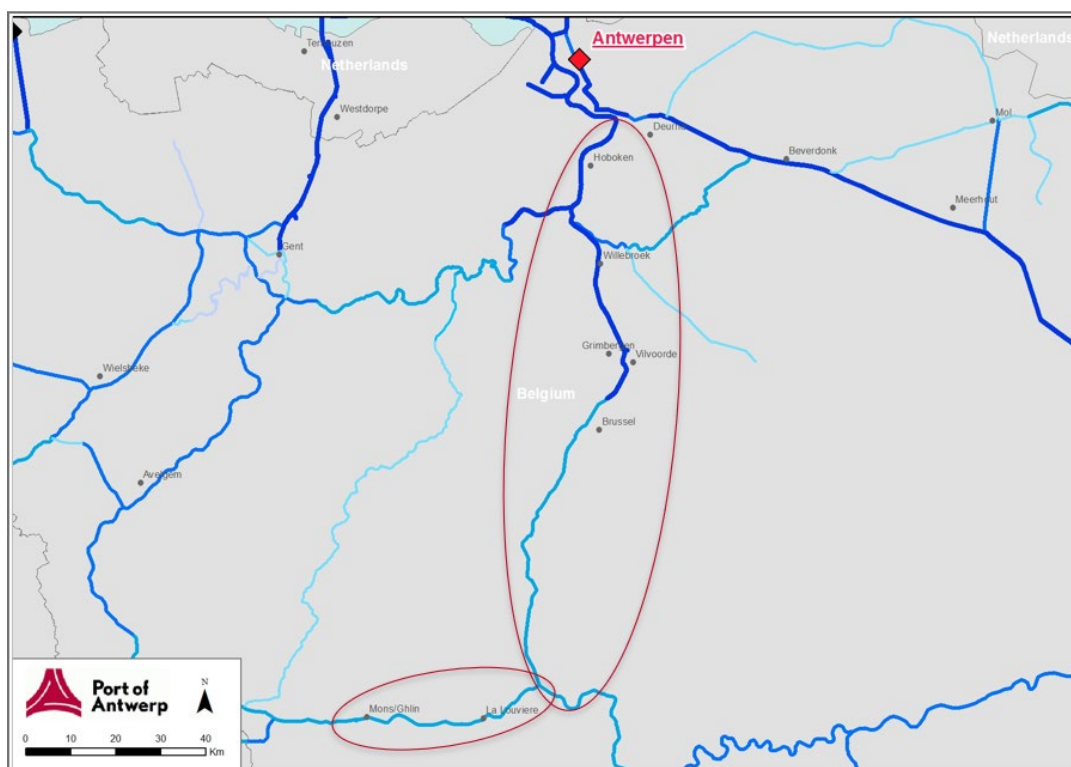 Antwerpen
Netherlands
Terneuzen
Netherlands
Westdorpe
Mol
Deurne
Beverdonk
Hoboken
Meerhout
Gent
Willebroek
Grimbergen
Vilvoorde
Wielsbeke
Belgium
Brussel
Avelgem
Port of
Antwerp
N
Mons/Ghlin
La Louviere
0 10 20 30 40
Km